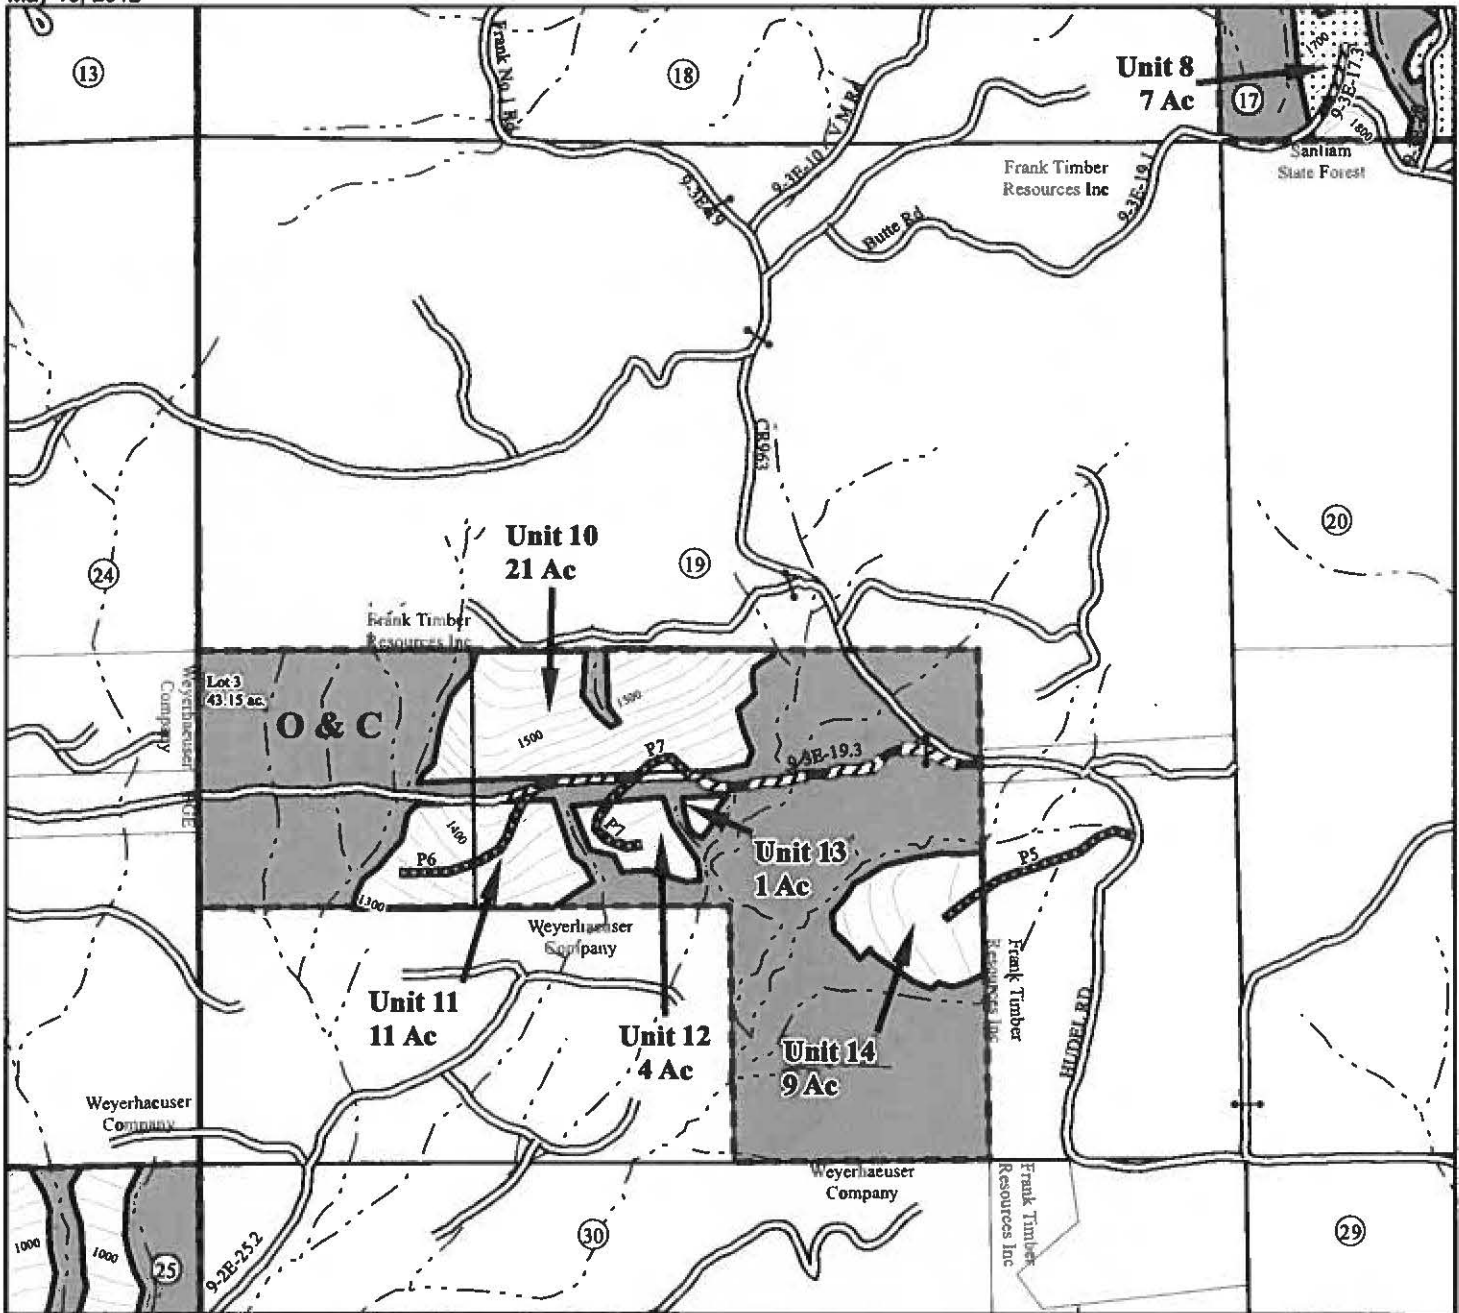 13
18
Frank No.1 Rd
VM Rd
9-3E-10
Unit 8
7 Ac
17
1700
9-3E-17.3
1800
Santiam
State Forest
Frank Timber
Resources Inc
9-3E-19.1
Butte Rd
CR963
20
24
19
Unit 10
21 Ac
Frank Timber
Resources Inc
Lot 3
43.15 ac.
O & C
Weyerhaeuser
Company
1500
1500
P7
9-3E-19.3
1400
P7
P6
1300
Unit 13
1 Ac
P5
Weyerhaeuser
Company
Frank Timber
Resources Inc
Unit 11
11 Ac
Unit 12
4 Ac
Unit 14
9 Ac
HUDEL RD
Weyerhaeuser
Company
Weyerhaeuser
Company
Frank Timber
Resources Inc
1000
1000
25
9-2E-25.2
30
29